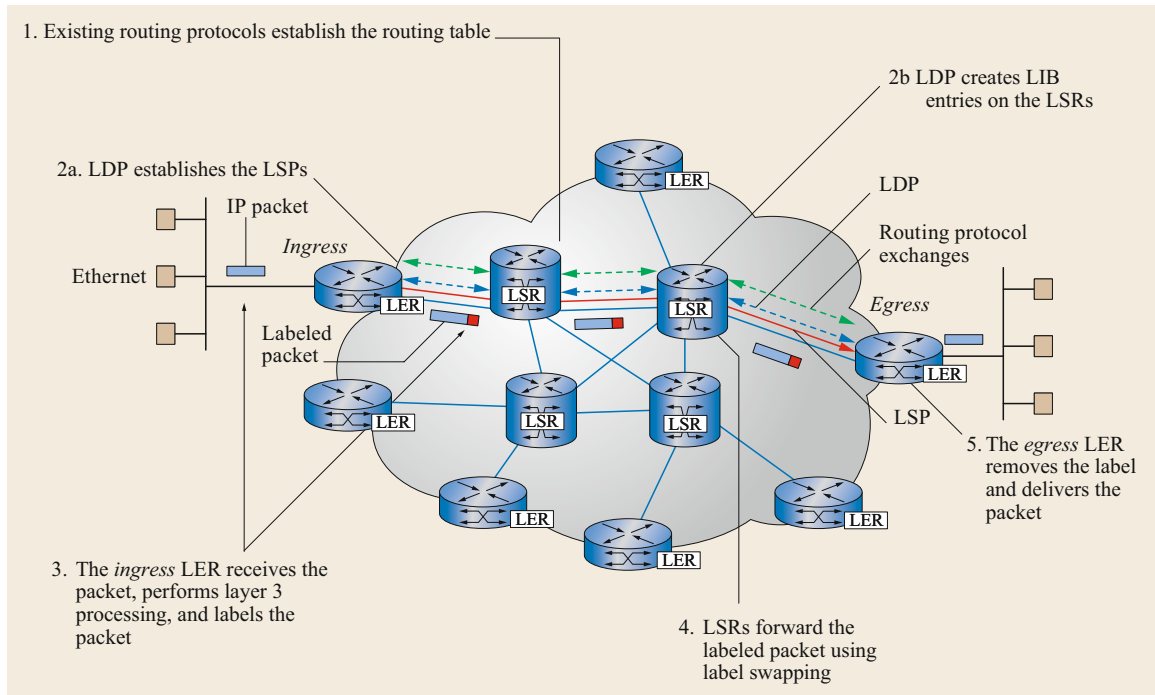 1. Existing routing protocols establish the routing table
2b LDP creates LIB
entries on the LSRs
2a. LDP establishes the LSPs
LER
LDP
IP packet
Routing protocol
exchanges
Ingress
Ethernet
LSR
LSR
Egress
LER
Labeled
packet
LER
LER
LSR
LSR
LSP
5. The egress LER
removes the label
and delivers the
packet
LER
LER
LER
3. The ingress LER receives the
packet, performs layer 3
processing, and labels the
packet
4. LSRs forward the
labeled packet using
label swapping